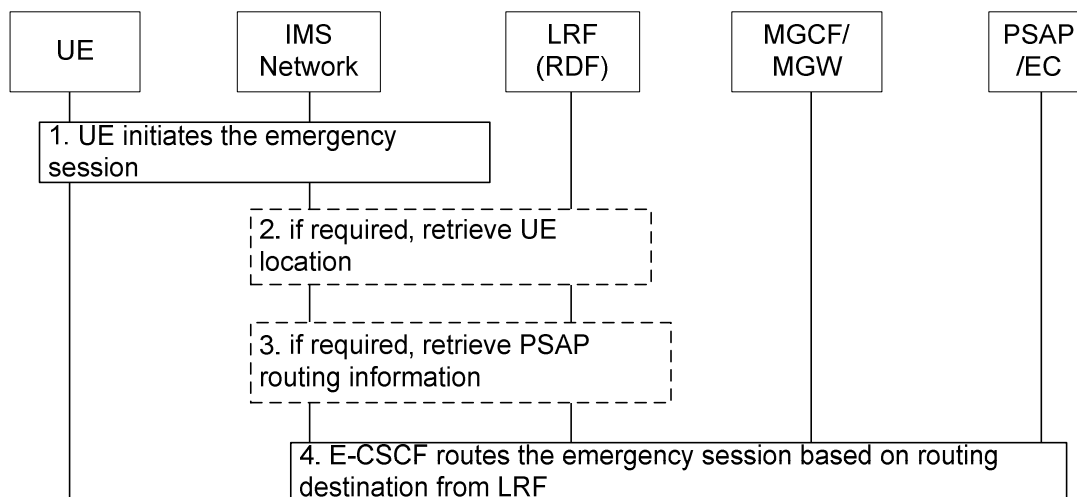 UE
IMS
Network
LRF
(RDF)
MGCF/
MGW
PSAP
/EC
1. UE initiates the emergency
session
2. if required, retrieve UE
location
3. if required, retrieve PSAP
routing information
4. E-CSCF routes the emergency session based on routing
destination from LRF